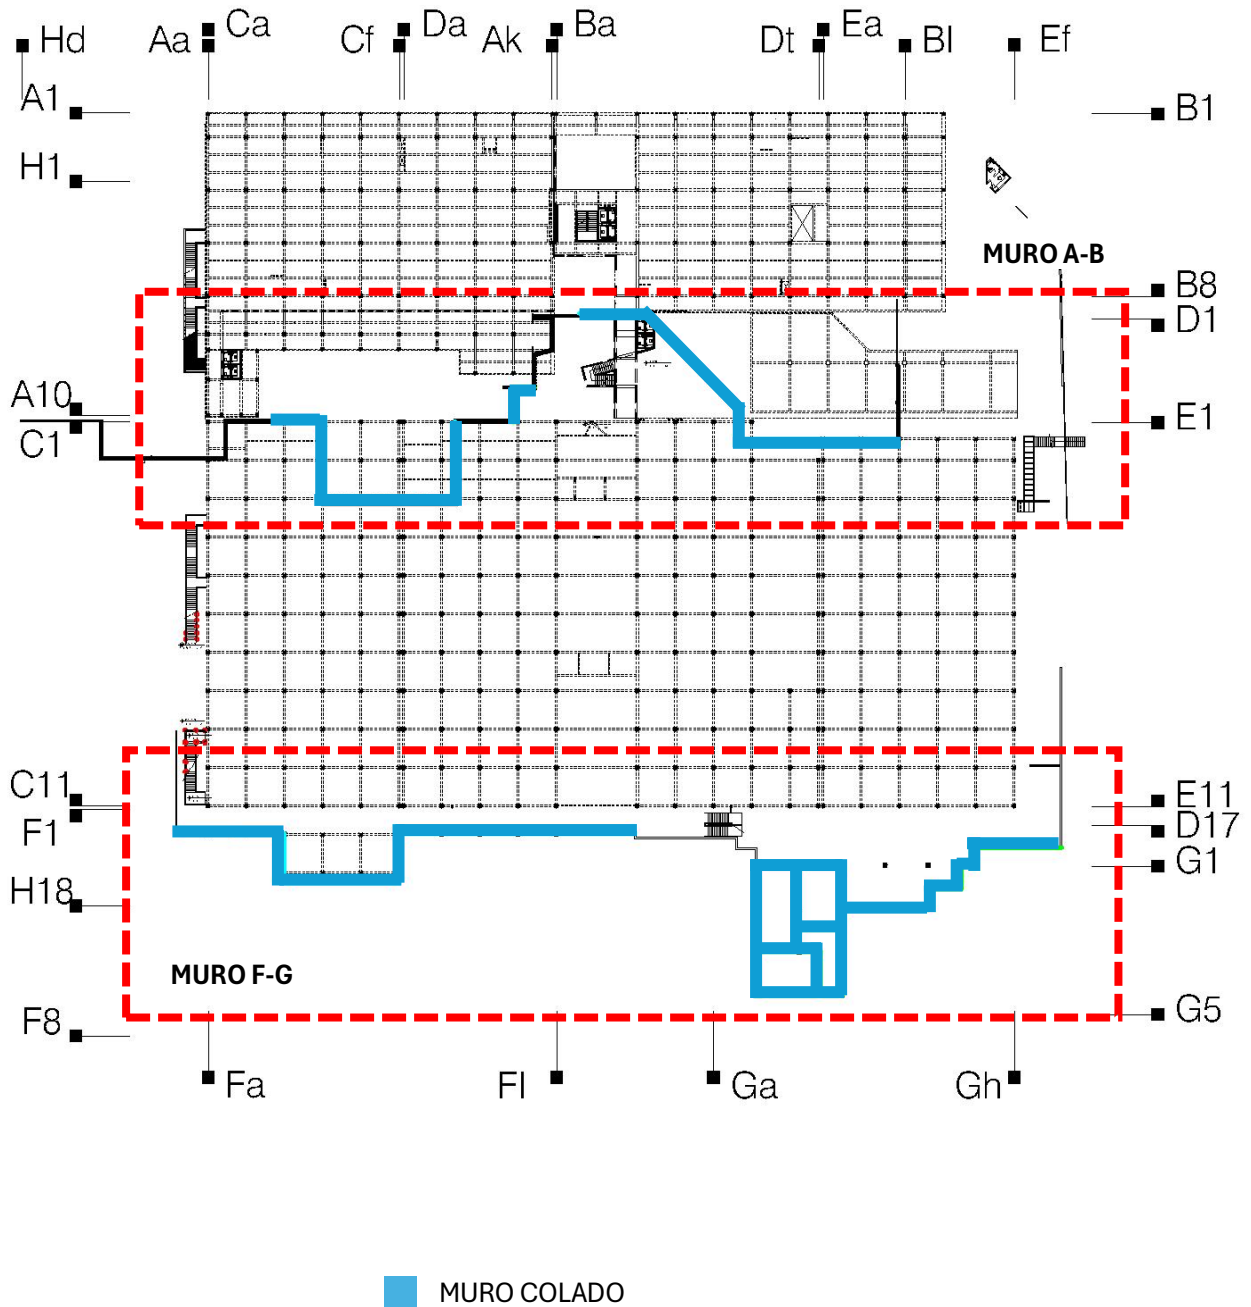 Ca
Da
Ba
Ea
Hd
Aa
Cf
Ak
Dt
Bl
Ef
A1
B1
H1
MURO A-B
B8
D1
A10
E1
C1
C11
E11
F1
D17
G1
H18
MURO F-G
F8
G5
Fa
Fl
Ga
Gh
MURO COLADO